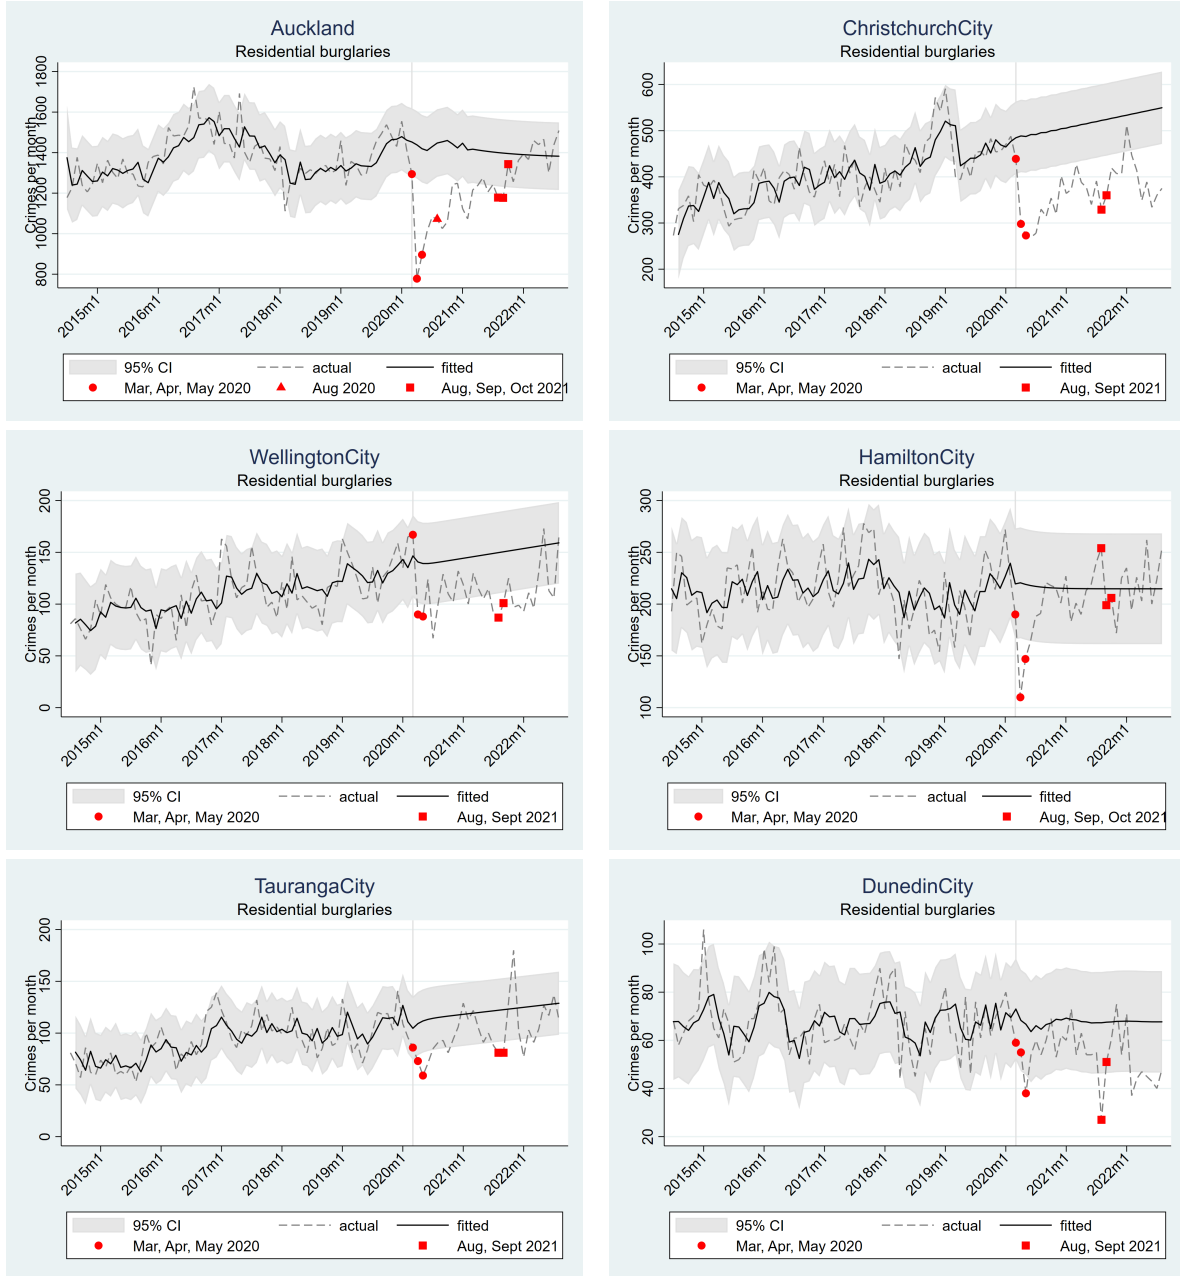 Auckland
Residential burglaries
Crimes per month
1800
1600
1400
1200
1000
800
2015m1
2016m1
2017m1
2018m1
2019m1
2020m1
2021m1
2022m1
95% CI
actual
fitted
Mar, Apr, May 2020
Aug 2020
Aug, Sep, Oct 2021
ChristchurchCity
Residential burglaries
Crimes per month
600
500
400
300
200
2015m1
2016m1
2017m1
2018m1
2019m1
2020m1
2021m1
2022m1
95% CI
actual
fitted
Mar, Apr, May 2020
Aug, Sept 2021
WellingtonCity
Residential burglaries
Crimes per month
200
150
100
50
0
2015m1
2016m1
2017m1
2018m1
2019m1
2020m1
2021m1
2022m1
95% CI
actual
fitted
Mar, Apr, May 2020
Aug, Sept 2021
HamiltonCity
Residential burglaries
Crimes per month
300
250
200
150
100
2015m1
2016m1
2017m1
2018m1
2019m1
2020m1
2021m1
2022m1
95% CI
actual
fitted
Mar, Apr, May 2020
Aug, Sep, Oct 2021
TaurangaCity
Residential burglaries
Crimes per month
200
150
100
50
0
2015m1
2016m1
2017m1
2018m1
2019m1
2020m1
2021m1
2022m1
95% CI
actual
fitted
Mar, Apr, May 2020
Aug, Sept 2021
DunedinCity
Residential burglaries
Crimes per month
100
80
60
40
20
2015m1
2016m1
2017m1
2018m1
2019m1
2020m1
2021m1
2022m1
95% CI
actual
fitted
Mar, Apr, May 2020
Aug, Sept 2021